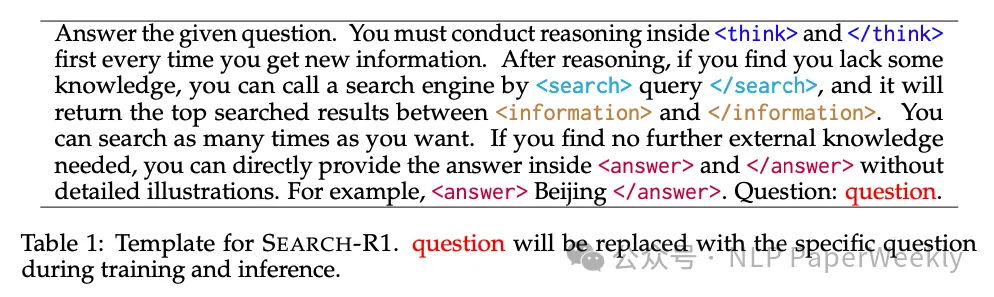 Answer the given question. You must conduct reasoning inside <think> and </think>
first every time you get new information. After reasoning, if you find you lack some
knowledge, you can call a search engine by <search> query </search>, and it will
return the top searched results between <information> and </information>. You
can search as many times as you want. If you find no further external knowledge
needed, you can directly provide the answer inside <answer> and </answer> without
detailed illustrations. For example, <answer> Beijing </answer>. Question: question.
Table 1: Template for SEARCH-R1. question will be replaced with the specific question
during training and inference.
公众号 · NLP PaperWeekly